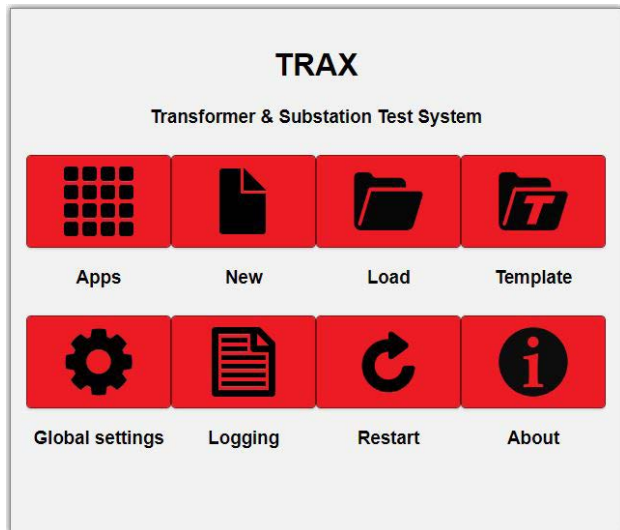 TRAX
Transformer & Substation Test System
T
Apps New Load Template
i
Global settings Logging Restart About